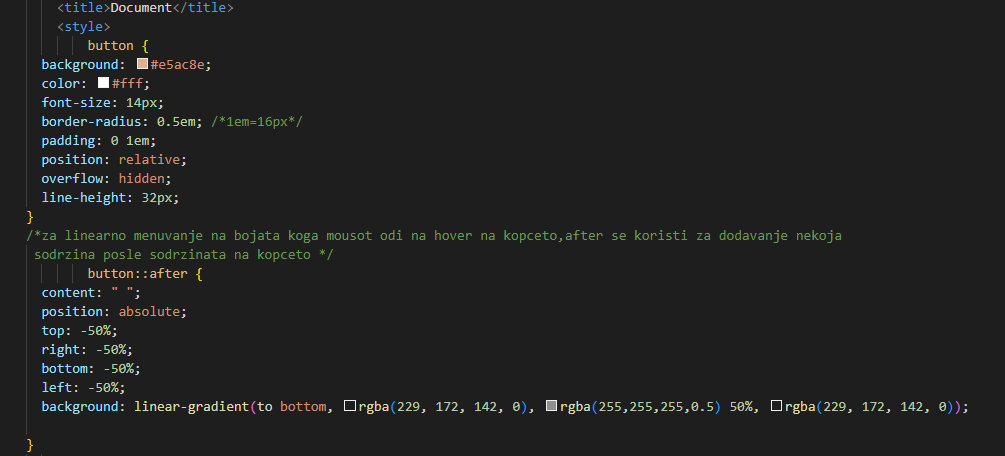 <title>Document</title>
<style>
button {
background: #e5ac8e;
color: #fff;
font-size: 14px;
border-radius: 0.5em; /*1em=16px*/
padding: 0 1em;
position: relative;
overflow: hidden;
line-height: 32px;
}
/*za linearno menuvanje na bojata koga mousot odi na hover na kopceto,after se koristi za dodavanje nekoja
sodrzina posle sodrzinata na kopceto */
button::after {
content: " ";
position: absolute;
top: -50%;
right: -50%;
bottom: -50%;
left: -50%;
background: linear-gradient(to bottom, rgba(229, 172, 142, 0), rgba(255,255,255,0.5) 50%, rgba(229, 172, 142, 0));
}